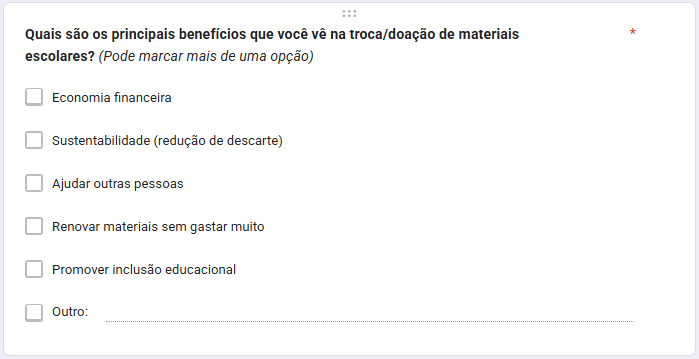 Quais são os principais benefícios que você vê na troca/doação de materiais *
escolares? (Pode marcar mais de uma opção)
Economia financeira
Sustentabilidade (redução de descarte)
Ajudar outras pessoas
Renovar materiais sem gastar muito
Promover inclusão educacional
Outro: